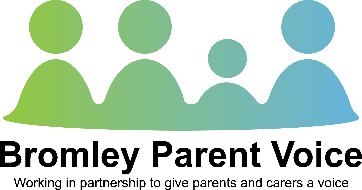 Bromley Parent Voice
Working in partnership to give parents and carers a voice